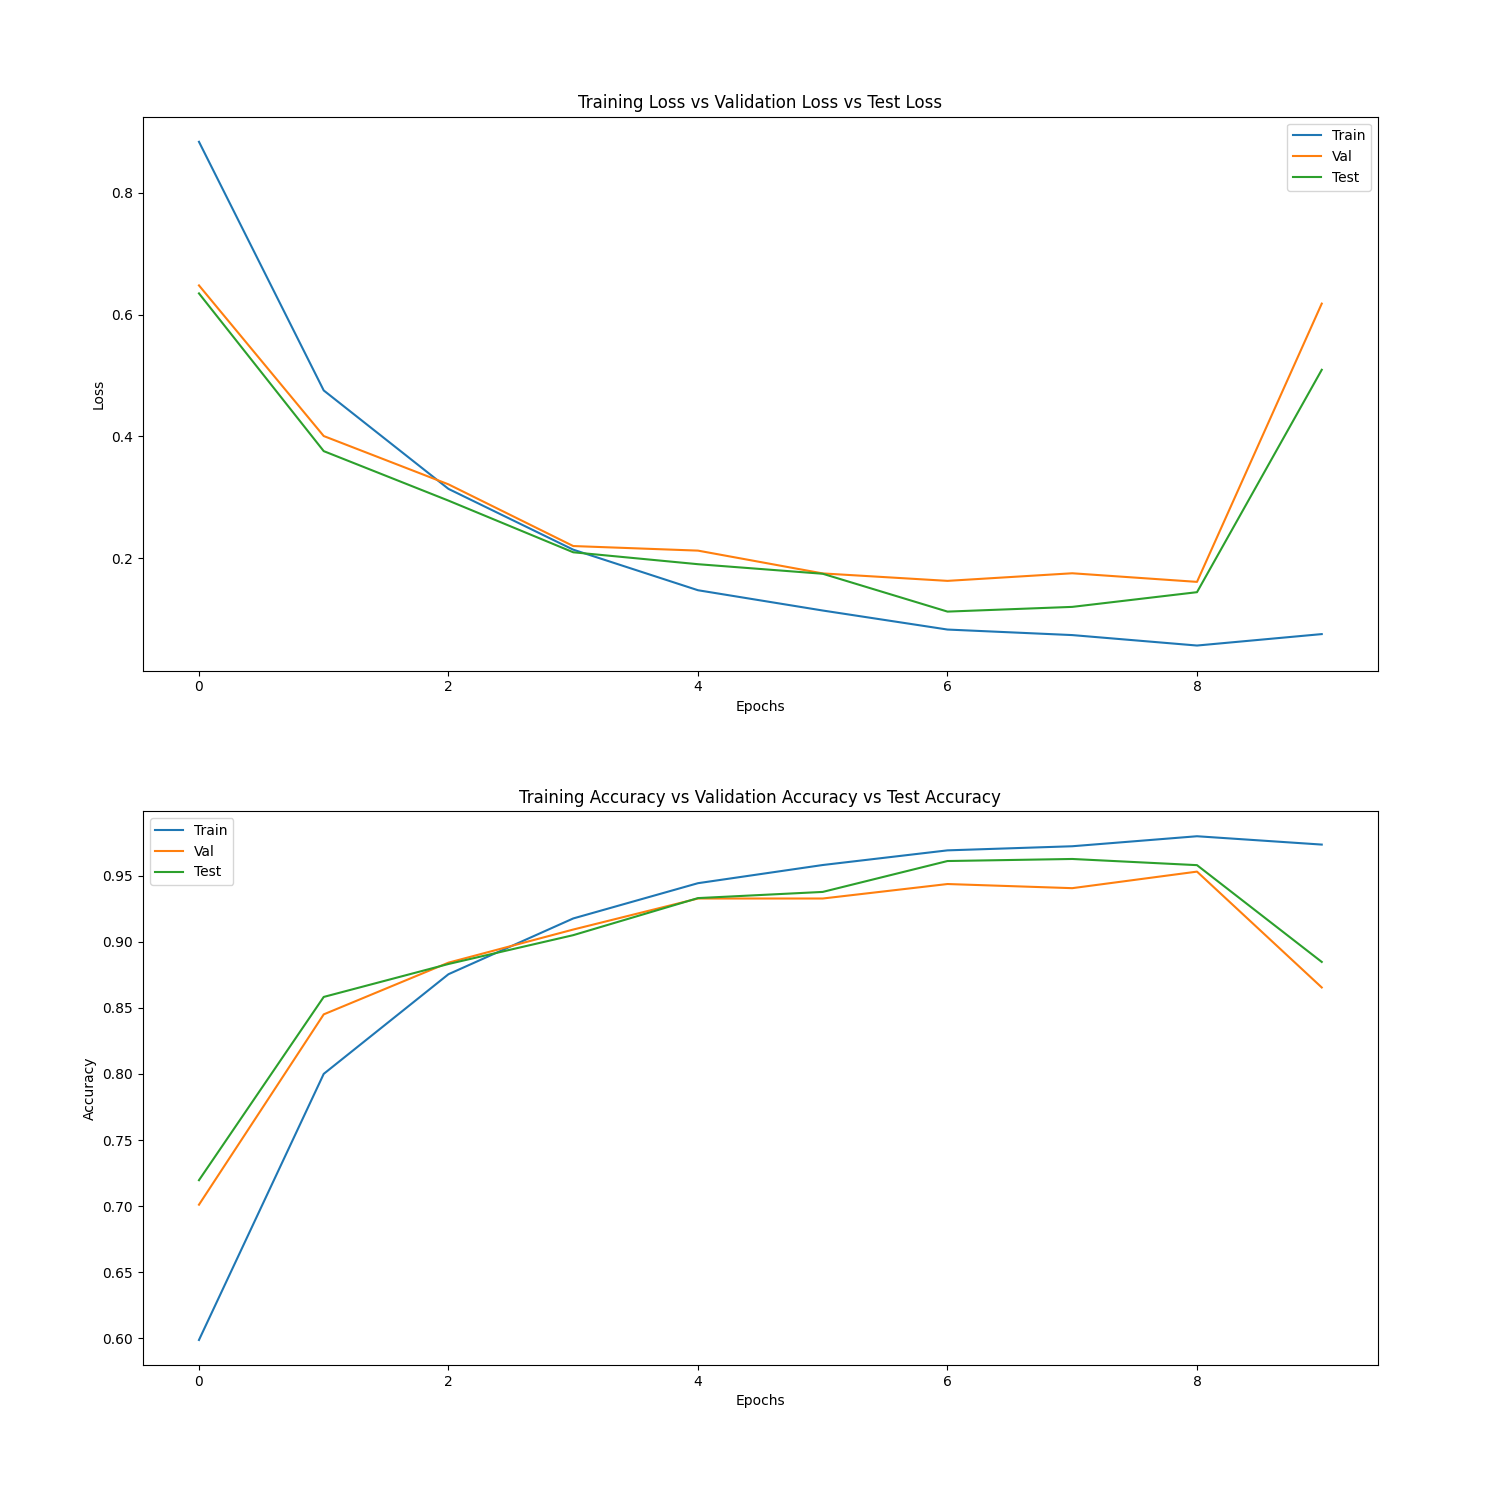 Training Loss vs Validation Loss vs Test Loss
Train
Val
Test
0.8
0.6
0.4
0.2
Loss
0 2 4 6 8
Epochs
Training Accuracy vs Validation Accuracy vs Test Accuracy
Train
Val
Test
0.95
0.90
0.85
0.80
0.75
0.70
0.65
0.60
Accuracy
0 2 4 6 8
Epochs